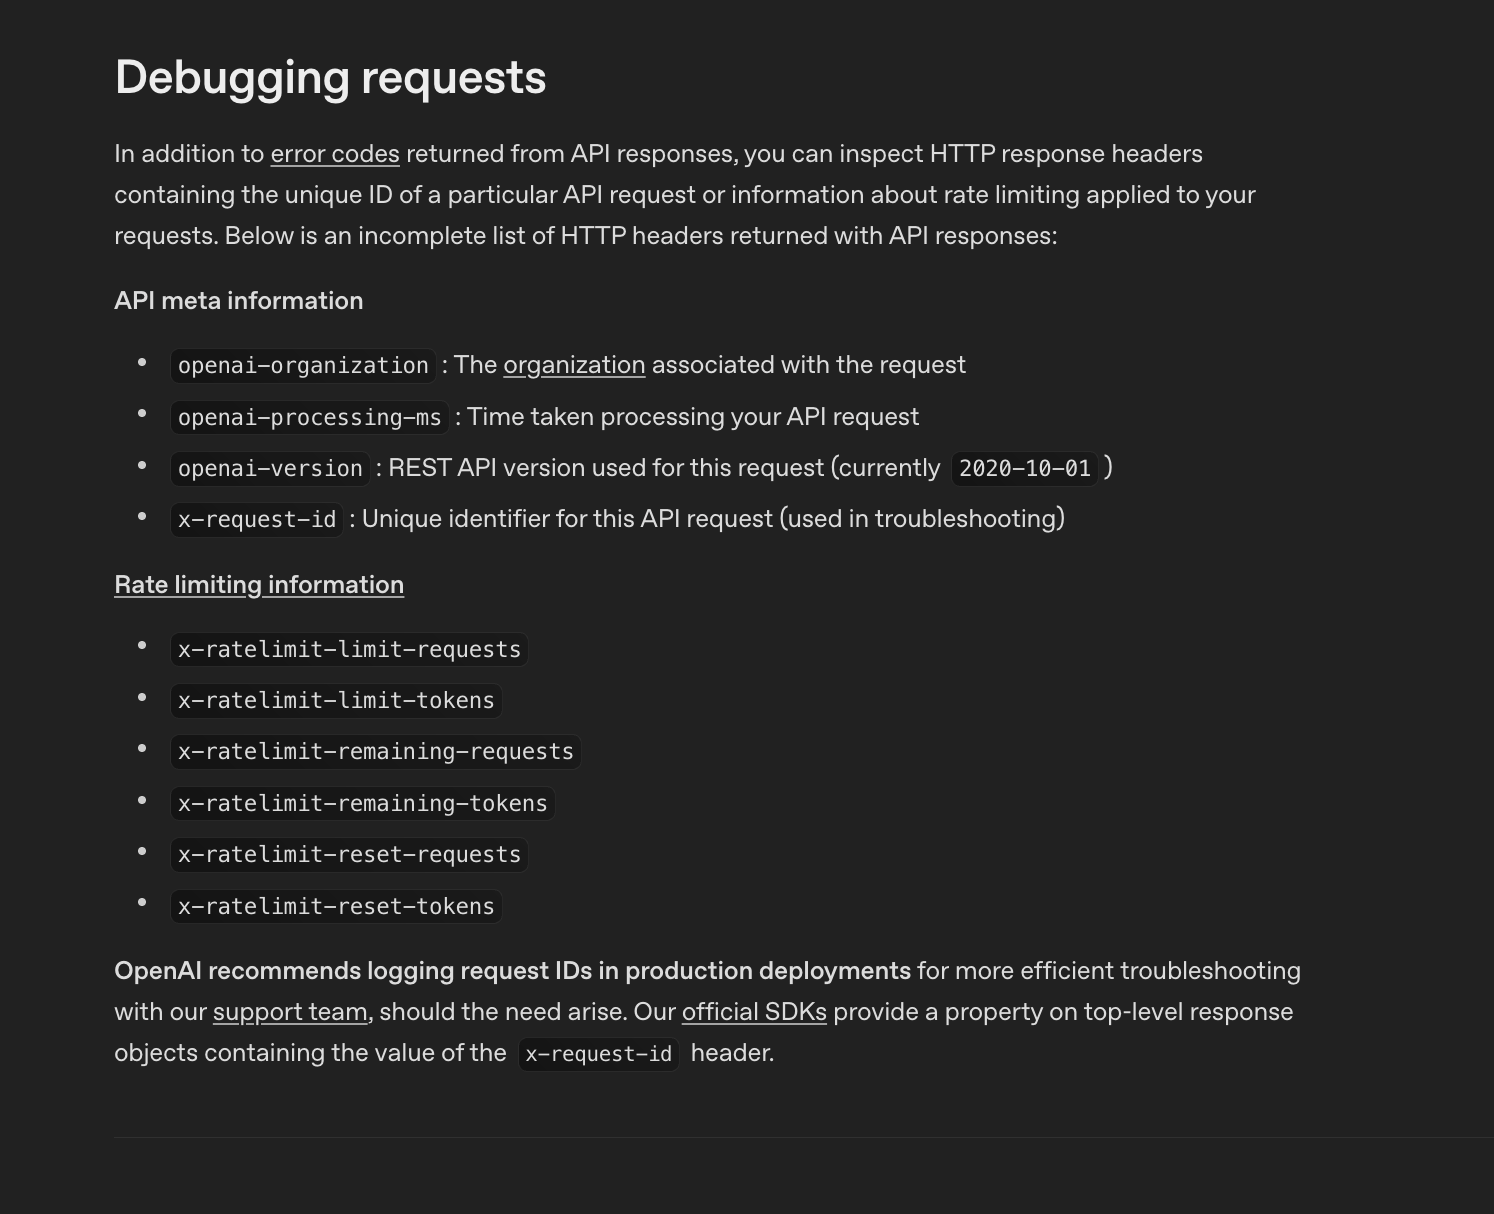 Debugging requests
In addition to error codes returned from API responses, you can inspect HTTP response headers
containing the unique ID of a particular API request or information about rate limiting applied to your
requests. Below is an incomplete list of HTTP headers returned with API responses:
API meta information
• openai-organization : The organization associated with the request
• openai-processing-ms : Time taken processing your API request
• openai-version : REST API version used for this request (currently 2020-10-01 )
• x-request-id : Unique identifier for this API request (used in troubleshooting)
Rate limiting information
• x-ratelimit-limit-requests
• x-ratelimit-limit-tokens
• x-ratelimit-remaining-requests
• x-ratelimit-remaining-tokens
• x-ratelimit-reset-requests
• x-ratelimit-reset-tokens
OpenAI recommends logging request IDs in production deployments for more efficient troubleshooting
with our support team, should the need arise. Our official SDKs provide a property on top-level response
objects containing the value of the x-request-id header.